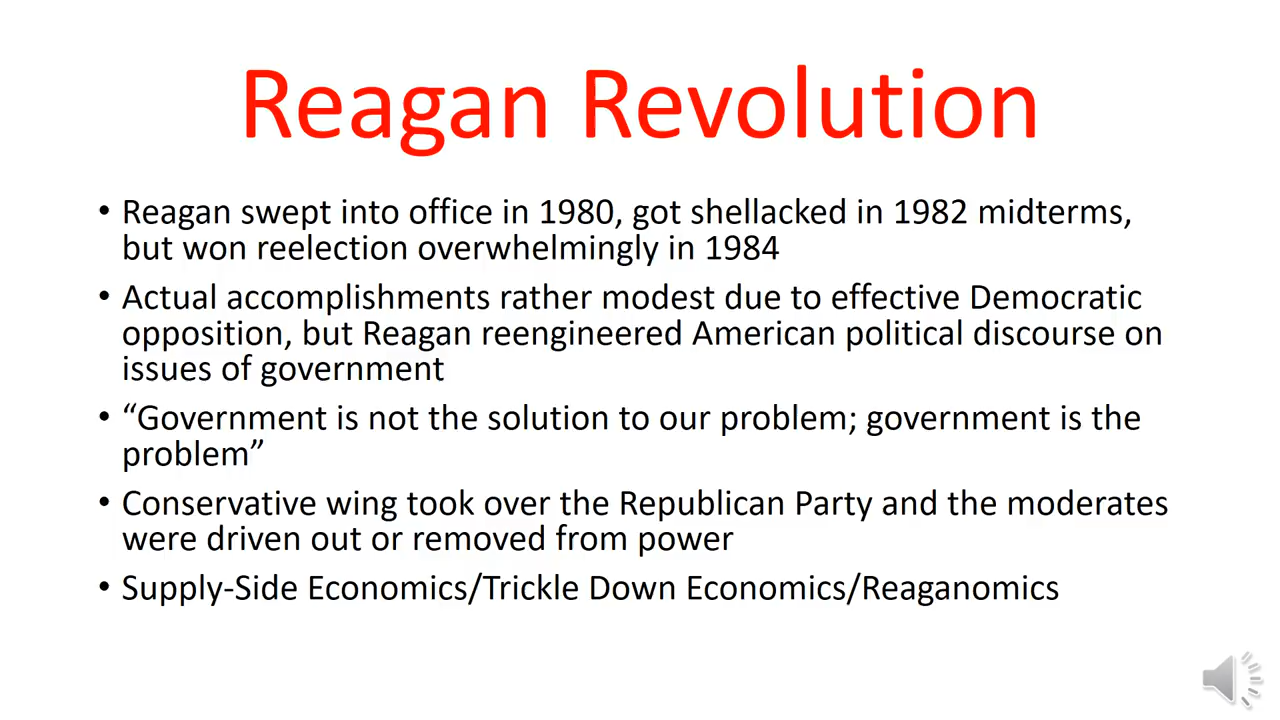 Reagan Revolution
• Reagan swept into office in 1980, got shellacked in 1982 midterms,
but won reelection overwhelmingly in 1984
• Actual accomplishments rather modest due to effective Democratic
opposition, but Reagan reengineered American political discourse on
issues of government
• “Government is not the solution to our problem; government is the
problem”
• Conservative wing took over the Republican Party and the moderates
were driven out or removed from power
• Supply-Side Economics/Trickle Down Economics/Reaganomics